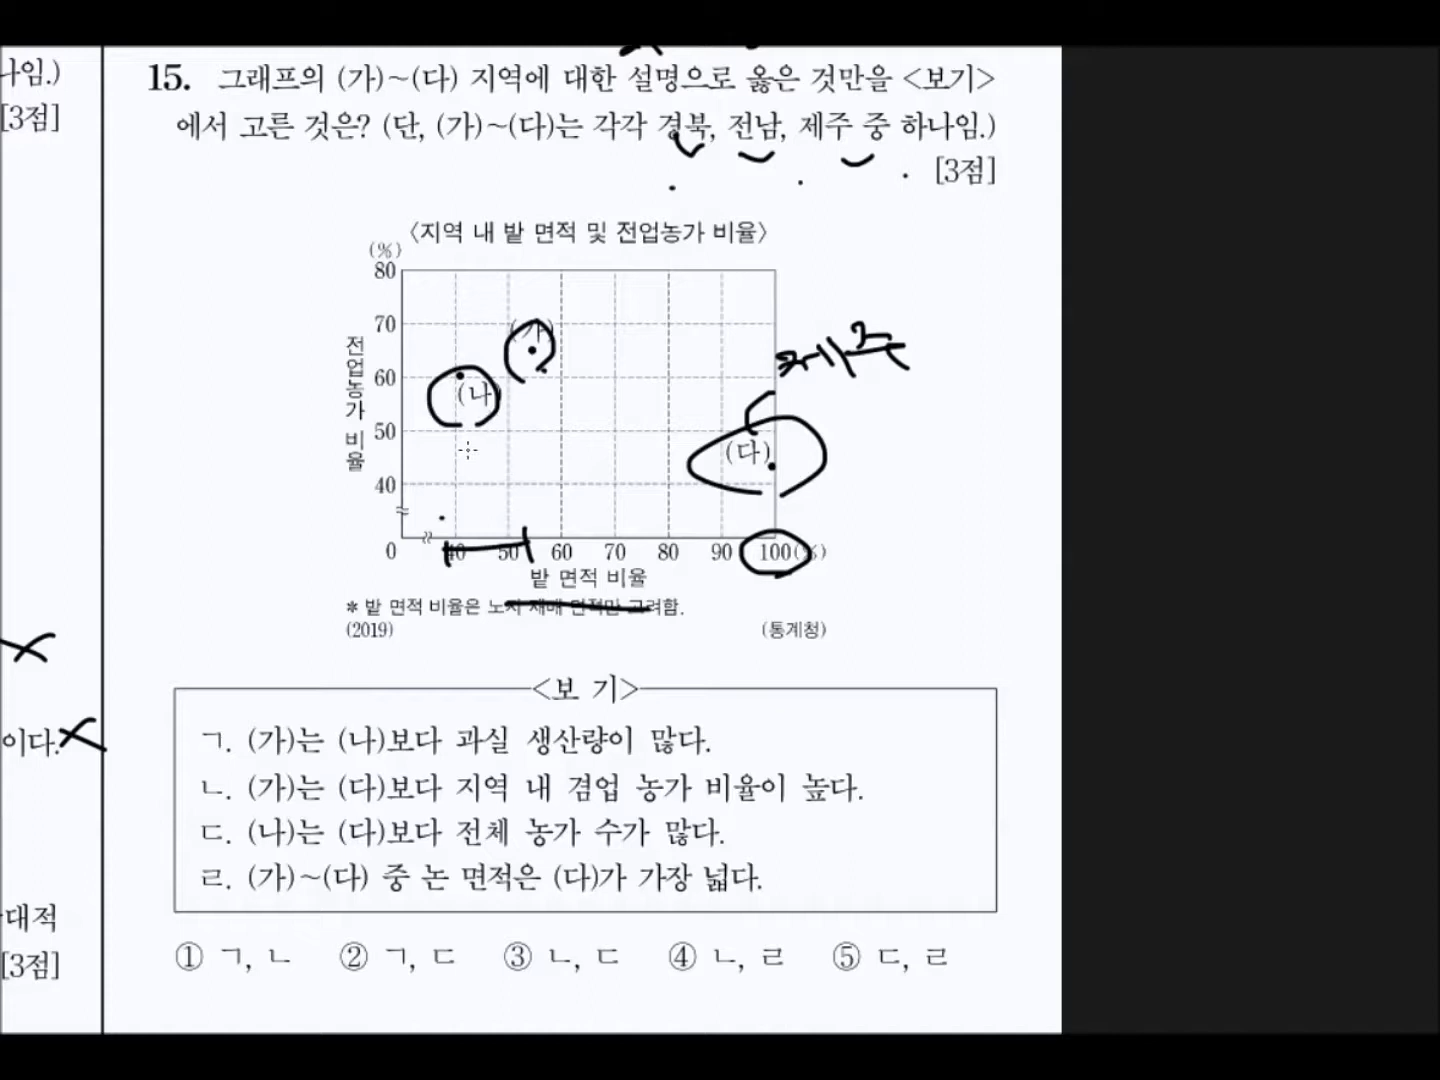 나임.)
[3점]
이다.
대적
[3점]
15. 그래프의 (가)~(다) 지역에 대한 설명으로 옳은 것만을 <보기>
에서 고른 것은? (단, (가)~(다)는 각각 경북, 전남, 제주 중 하나임.)
[3점]
<지역 내 밭 면적 및 전업농가 비율>
(%)
80
70
60
50
40
0
전업농가 비율
(가)
(나)
(다)
제주
40 50 60 70 80 90 100(%)
밭 면적 비율
* 밭 면적 비율은 노지 재배 면적만 고려함.
(2019) (통계청)
<보 기>
ㄱ. (가)는 (나)보다 과실 생산량이 많다.
ㄴ. (가)는 (다)보다 지역 내 겸업 농가 비율이 높다.
ㄷ. (나)는 (다)보다 전체 농가 수가 많다.
ㄹ. (가)~(다) 중 논 면적은 (다)가 가장 넓다.
① ㄱ, ㄴ ② ㄱ, ㄷ ③ ㄴ, ㄷ ④ ㄴ, ㄹ ⑤ ㄷ, ㄹ